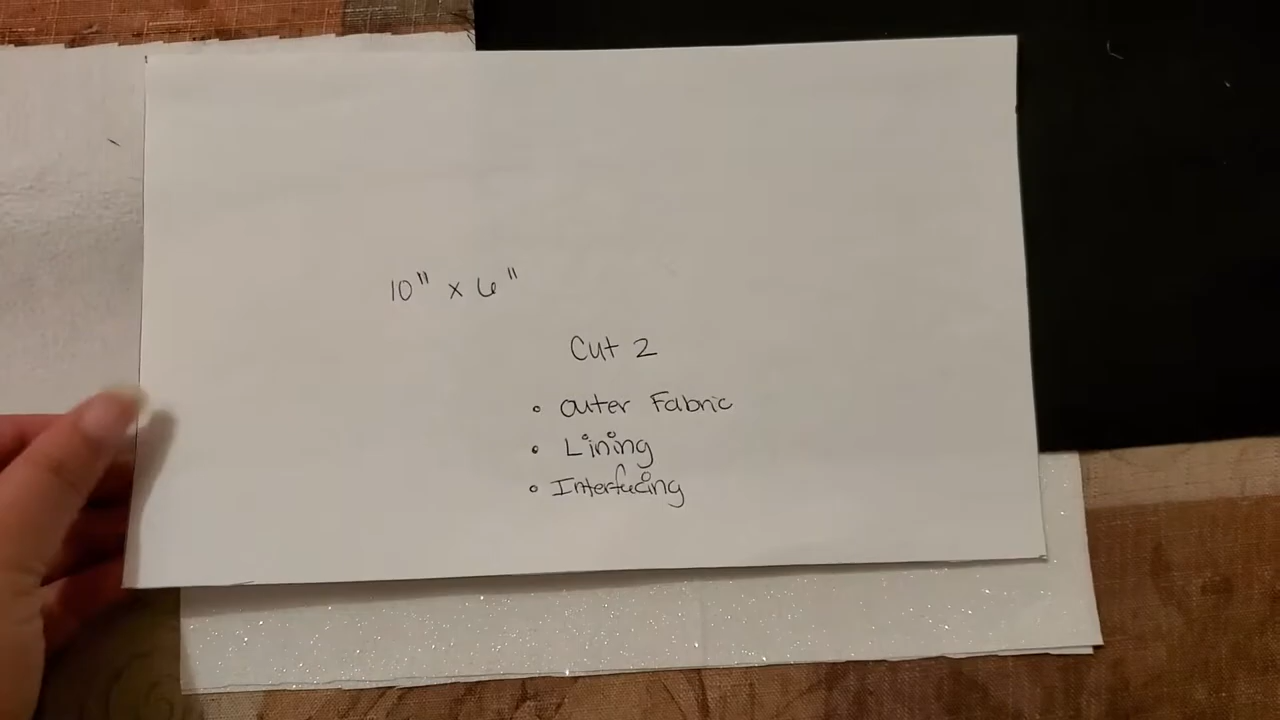 10" x 6"
Cut 2
• Outer Fabric
• Lining
• Interfacing